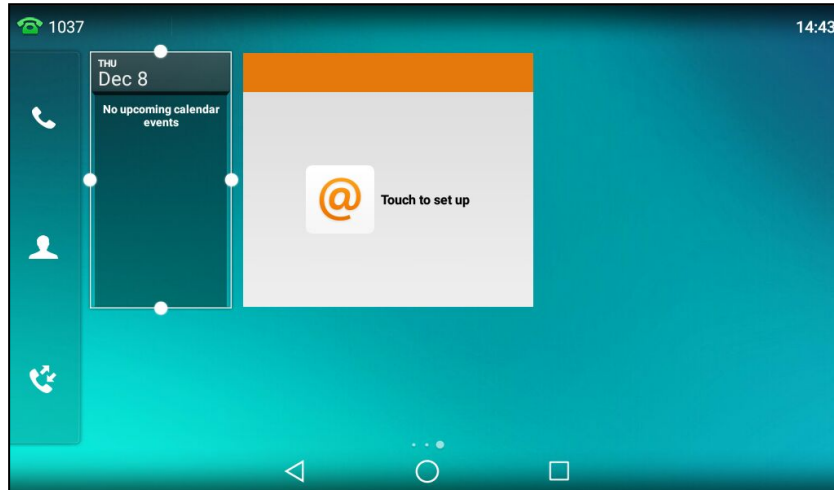 1037
14:43
THU
Dec 8
No upcoming calendar
events
@
Touch to set up